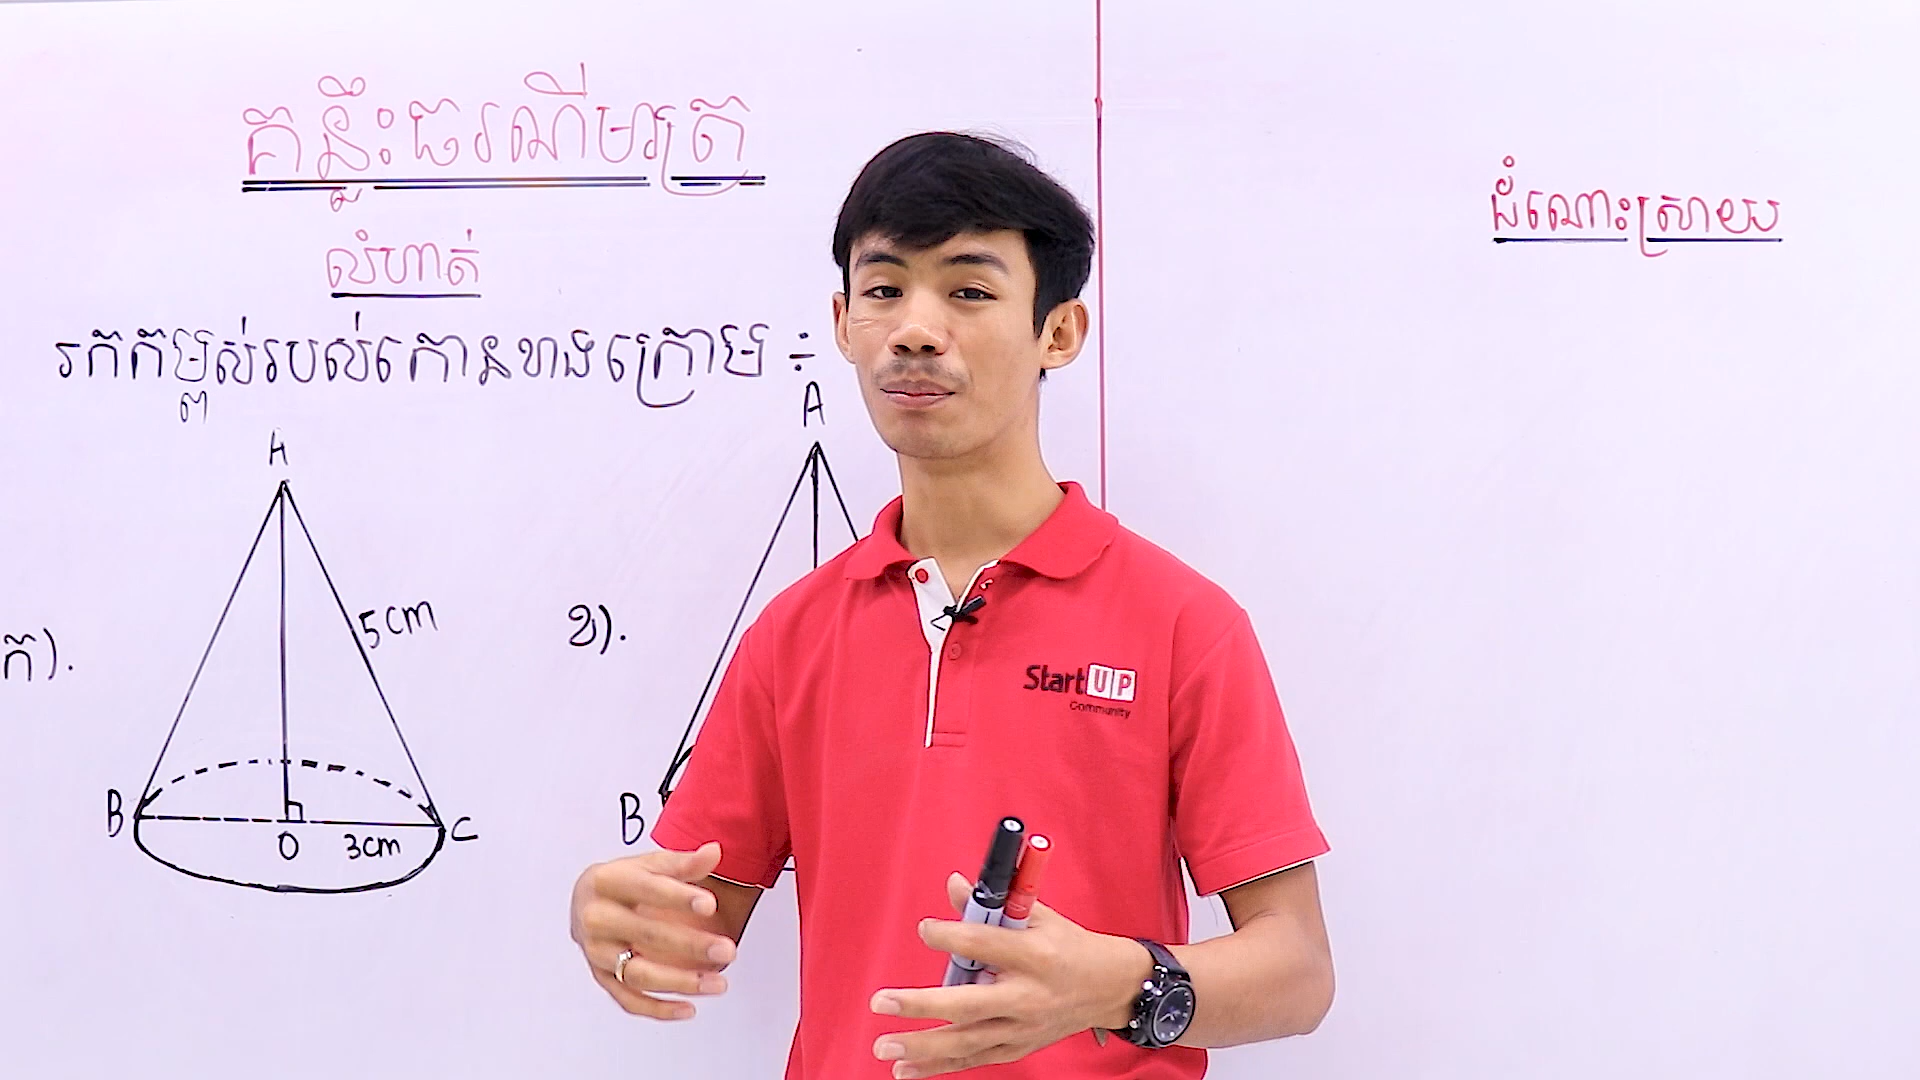 គន្លឹះធរណីមាត្រ
លំហាត់
រកកម្ពស់របស់កោនខាងក្រោម ÷
A
5cm
ក).
B
O
3cm
C
A
ខ).
B
ដំណោះស្រាយ
StartUP
Community